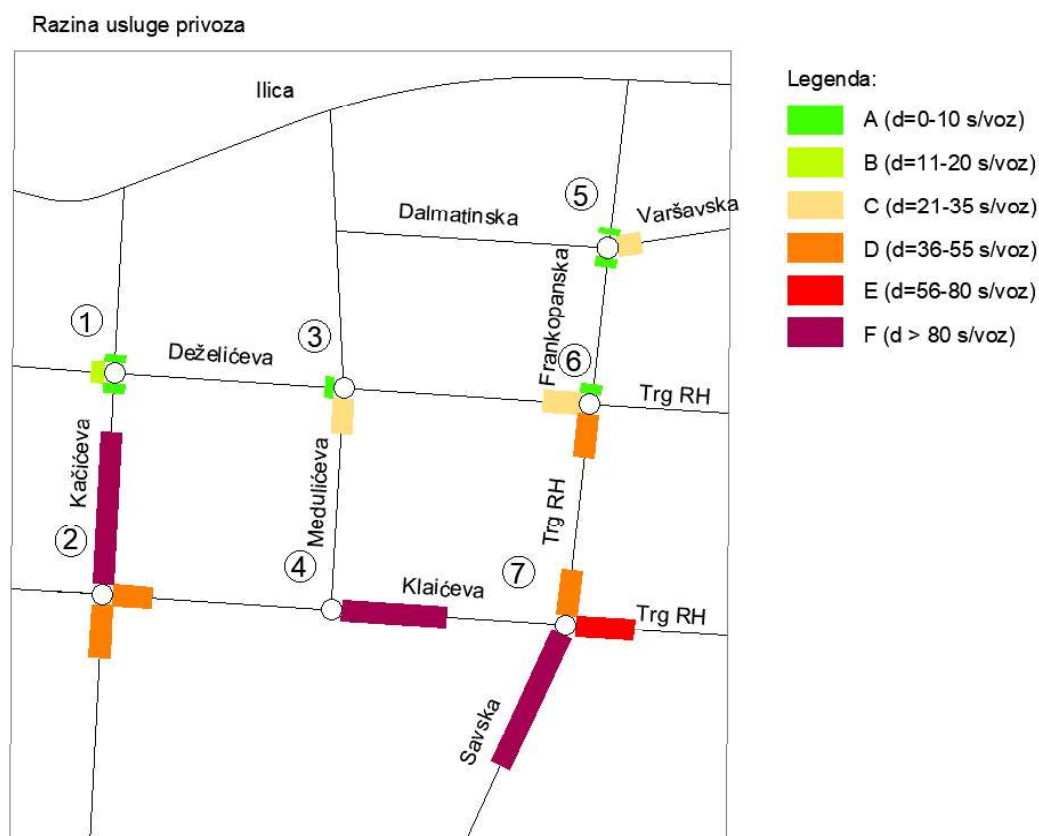 Razina usluge privoza
Ilica
Legenda:
A (d=0-10 s/voz)
B (d=11-20 s/voz)
C (d=21-35 s/voz)
D (d=36-55 s/voz)
E (d=56-80 s/voz)
F (d > 80 s/voz)
5
Dalmatinska
Varšavska
Frankopanska
1
Deželićeva
3
6
Trg RH
Kačićeva
Medulićeva
Trg RH
2
4
Klaićeva
7
Trg RH
Savska